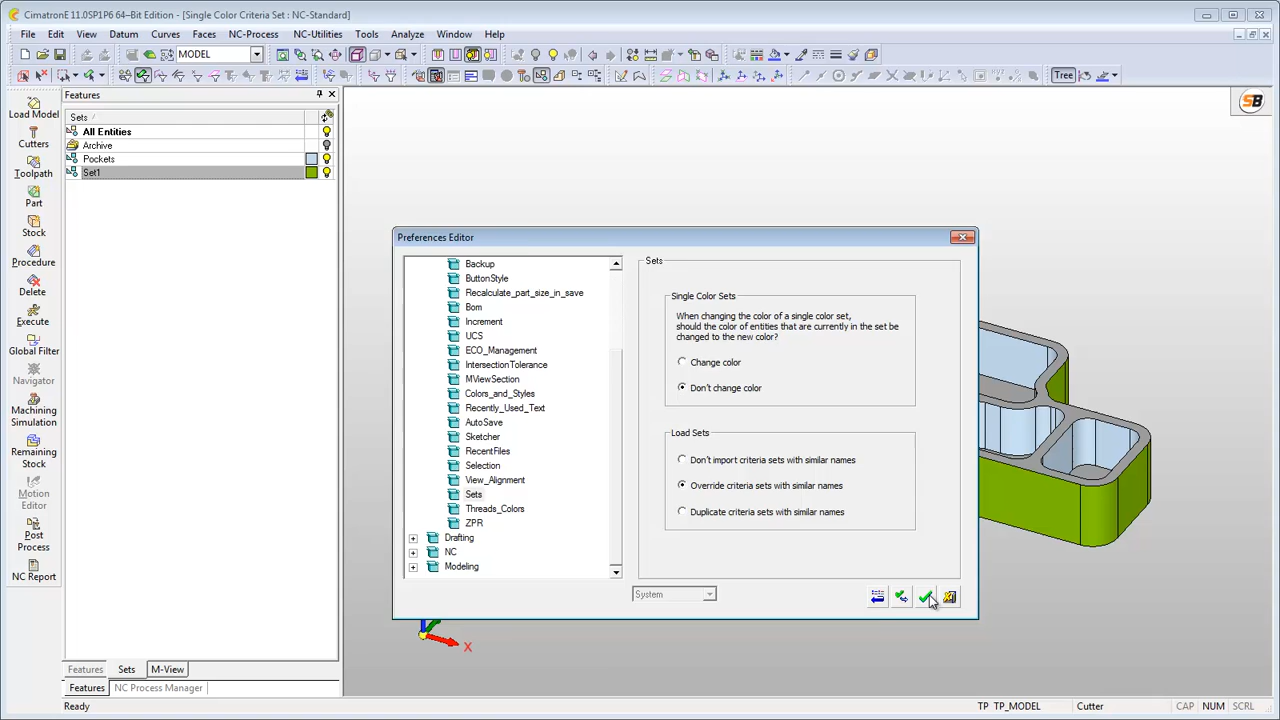 CimatronE 11.0SP1P6 64-Bit Edition - [Single Color Criteria Set : NC-Standard]
File Edit View Datum Curves Faces NC-Process NC-Utilities Tools Analyze Window Help
MODEL
Tree
Load Model
Cutters
Toolpath
Part
Stock
Procedure
Delete
Execute
Global Filter
Navigator
Machining
Simulation
Remaining
Stock
Motion
Editor
Post
Process
NC Report
Features
Sets
All Entities
Archive
Pockets
Set1
SB
Preferences Editor
Backup
ButtonStyle
Recalculate_part_size_in_save
Bom
Increment
UCS
ECO_Management
IntersectionTolerance
MViewSection
Colors_and_Styles
Recently_Used_Text
AutoSave
Sketcher
RecentFiles
Selection
View_Alignment
Sets
Threads_Colors
ZPR
Drafting
NC
Modeling
Sets
Single Color Sets
When changing the color of a single color set,
should the color of entities that are currently in the set be
changed to the new color?
Change color
Don't change color
Load Sets
Don't import criteria sets with similar names
Override criteria sets with similar names
Duplicate criteria sets with similar names
System
X
Features Sets M-View
Features NC Process Manager
Ready TP TP_MODEL Cutter CAP NUM SCRL